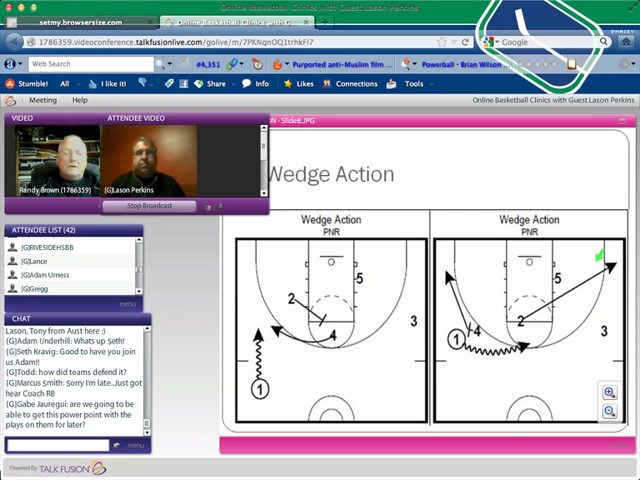 Online Basketball Clinics with Guest Lason Perkins
setmy.browsersize.com
Online Basketball Clinics with G
1786359.videoconference.talkfusionlive.com/golive/m/7PKNqnOQ1trhkFl7
Google
Web Search
#4,351
Purported anti-Muslim film ...
Powerball - Brian Wilson
Stumble!
All
I like it!
Share
Info
Likes
Connections
Tools
Meeting
Help
Online Basketball Clinics with Guest Lason Perkins
VIDEO
ATTENDEE VIDEO
Randy Brown (1786359)
[G]Lason Perkins
Stop Broadcast
ATTENDEE LIST (42)
[G]RIVESIDEHSBB
[G]Lance
[G]Adam Urness
[G]Gregg
menu
CHAT
Lason, Tony from Aust here :)
[G]Adam Underhill: Whats up Seth!
[G]Seth Kravig: Good to have you join
us Adam!!
[G]Todd: how did teams defend it?
[G]Marcus Smith: Sorry I'm late..Just got
hear Coach RB
[G]Gabe Jauregui: are we going to be
able to get this power point with the
plays on them for later?
menu
Powered By TALK FUSION
ON - Slide8.JPG
Wedge Action
Wedge Action
PNR
5
2
3
4
1
Wedge Action
PNR
5
2
4
3
1